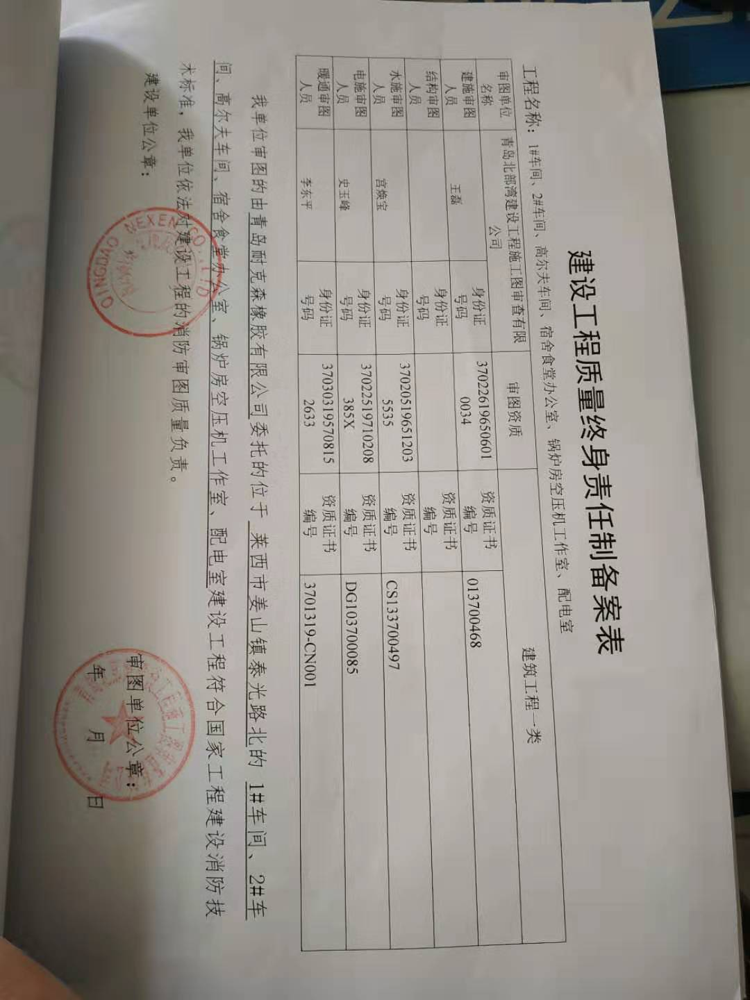 建设工程质量终身责任制备案表
工程名称：1#车间、2#车间、高尔夫车间、宿舍食堂办公室、锅炉房空压机工作室、配电室
审图单位名称 青岛北部湾建设工程施工图审查有限公司 审图资质 建筑工程一类
建施审图人员 王磊 身份证号码 370226196506010034 资质证书编号 013700468
结构审图人员 身份证号码 资质证书编号
水施审图人员 宫焕宝 身份证号码 370205196512035535 资质证书编号 CS133700497
电施审图人员 史玉峰 身份证号码 37022519710208385X 资质证书编号 DG103700085
暖通审图人员 李东平 身份证号码 370303195708152633 资质证书编号 3701319-CN001
我单位审图的由青岛耐克森橡胶有限公司委托的位于 莱西市姜山镇泰光路北的 1#车间、2#车
间、高尔夫车间、宿舍食堂办公室、锅炉房空压机工作室、配电室建设工程符合国家工程建设消防技
术标准，我单位依法对建设工程的消防审图质量负责。
建设单位公章： 审图单位公章：
年 月 日
QINGDAO NEXEN CO., LTD